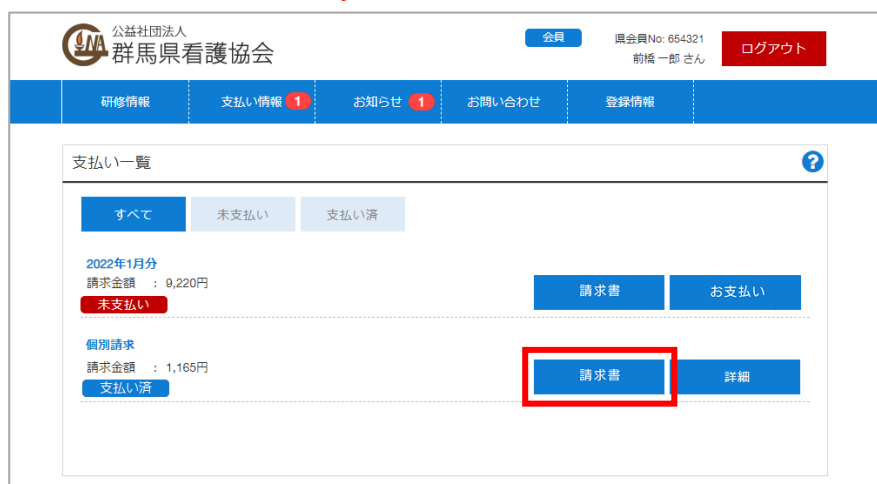 公益社団法人
群馬県看護協会
会員
県会員No: 654321
前橋 一郎 さん
ログアウト
研修情報
支払い情報 1
お知らせ 1
お問い合わせ
登録情報
支払い一覧
?
すべて
未支払い
支払い済
2022年1月分
請求金額 : 9,220円
未支払い
請求書
お支払い
個別請求
請求金額 : 1,165円
支払い済
請求書
詳細